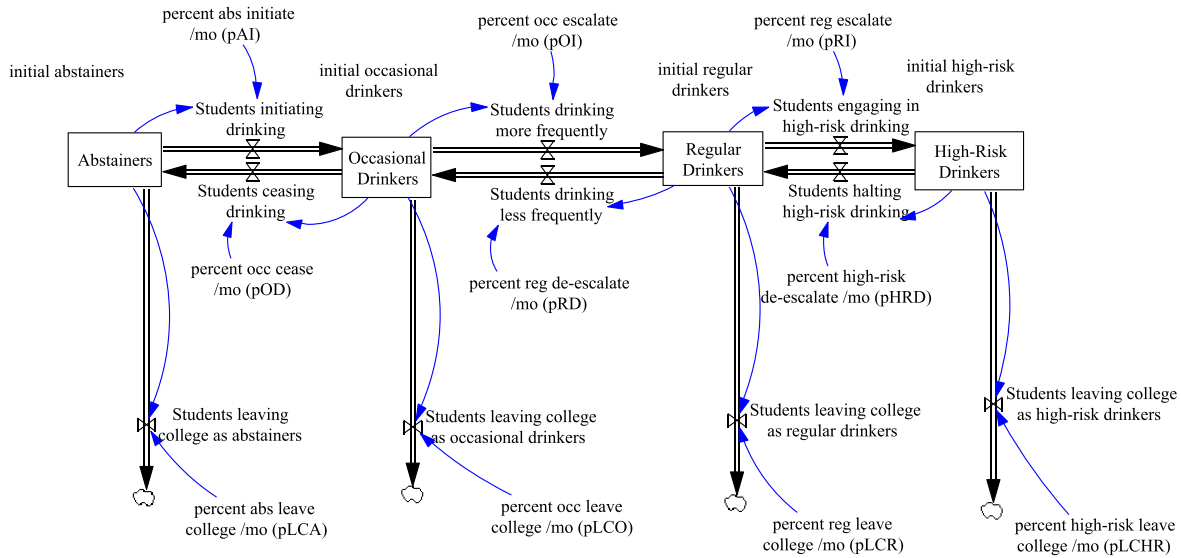 percent abs initiate
/mo (pAI)
percent occ escalate
/mo (pOI)
percent reg escalate
/mo (pRI)
initial abstainers
initial occasional
drinkers
initial regular
drinkers
initial high-risk
drinkers
Students initiating
drinking
Students drinking
more frequently
Students engaging in
high-risk drinking
Abstainers
Occasional
Drinkers
Regular
Drinkers
High-Risk
Drinkers
Students ceasing
drinking
Students drinking
less frequently
Students halting
high-risk drinking
percent occ cease
/mo (pOD)
percent reg de-escalate
/mo (pRD)
percent high-risk
de-escalate /mo (pHRD)
Students leaving
college as abstainers
Students leaving college
as occasional drinkers
Students leaving college
as regular drinkers
Students leaving college
as high-risk drinkers
percent abs leave
college /mo (pLCA)
percent occ leave
college /mo (pLCO)
percent reg leave
college /mo (pLCR)
percent high-risk leave
college /mo (pLCHR)